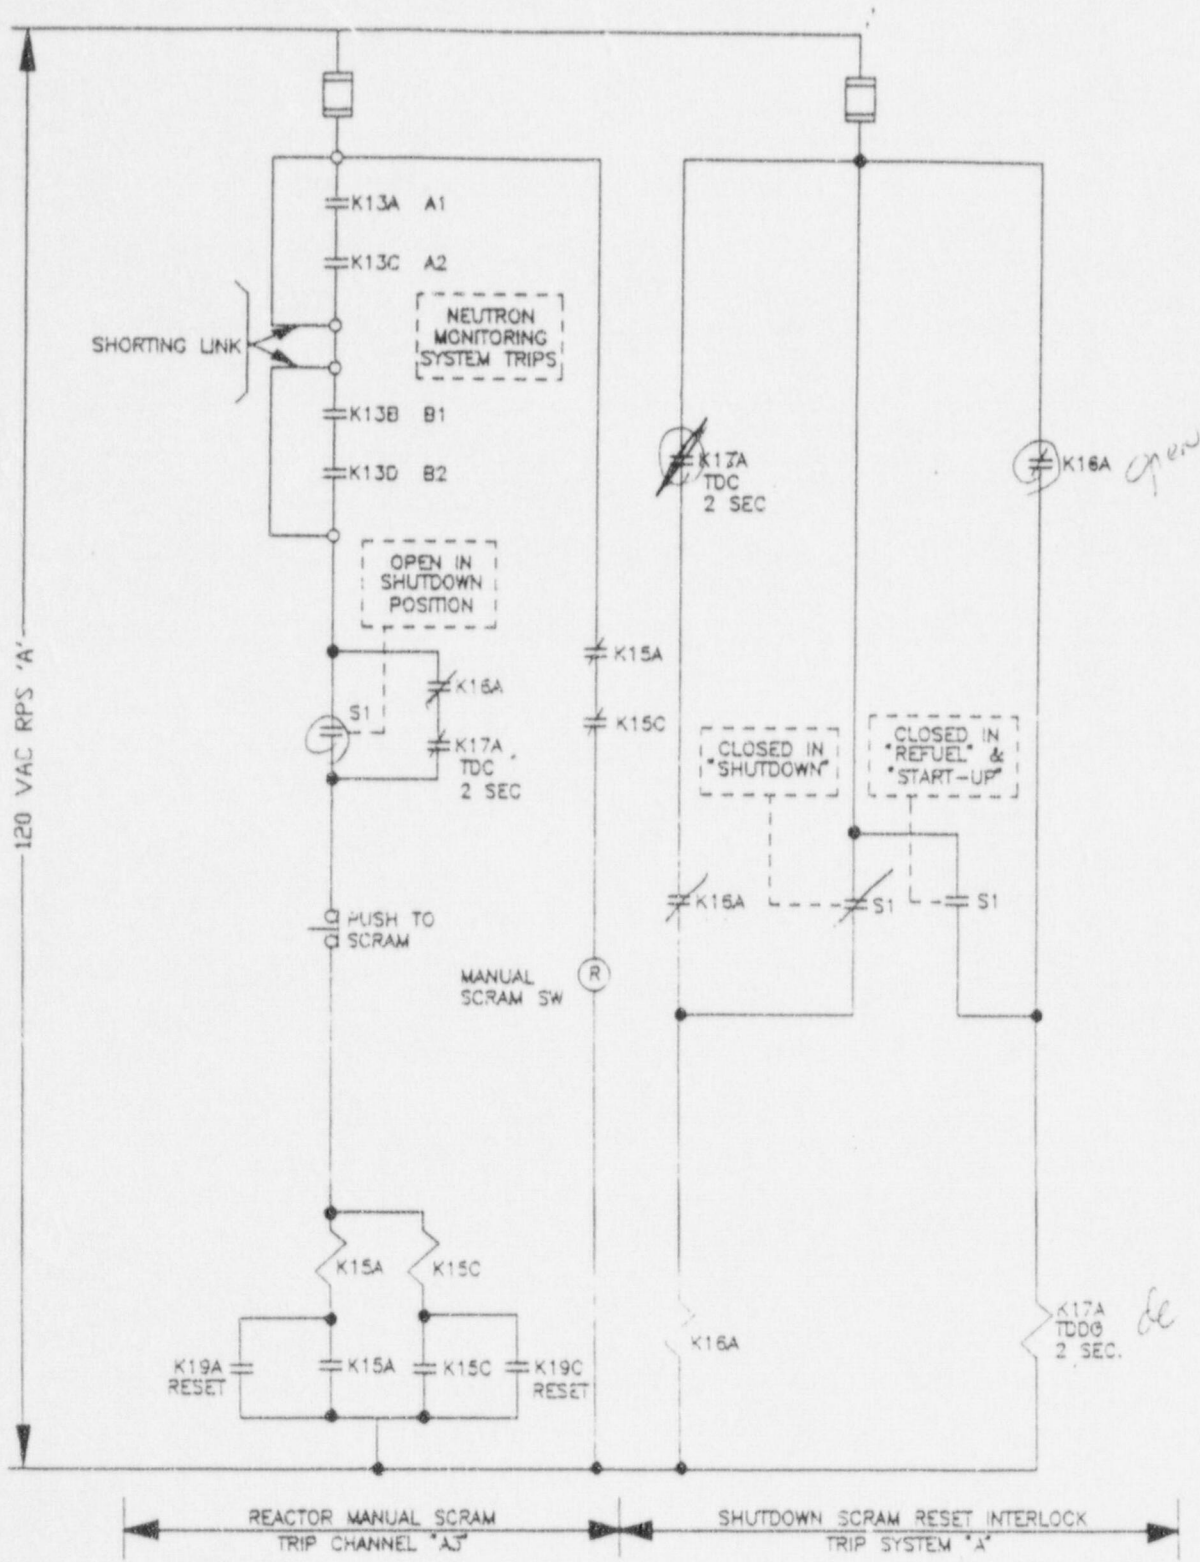 K13A A1
K13C A2
SHORTING LINK
NEUTRON
MONITORING
SYSTEM TRIPS
K13B B1
K13D B2
K17A
TDC
2 SEC
K16A open
OPEN IN
SHUTDOWN
POSITION
120 VAC RPS 'A'
K15A
K16A
S1
K15C
K17A
TDC
2 SEC
CLOSED IN
"SHUTDOWN"
CLOSED IN
"REFUEL" &
"START-UP"
K16A
S1
S1
PUSH TO
SCRAM
MANUAL
SCRAM SW
R
K15A
K15C
K16A
K17A
TDDO
2 SEC.
de
K19A
RESET
K15A
K15C
K19C
RESET
REACTOR MANUAL SCRAM
TRIP CHANNEL "A3"
SHUTDOWN SCRAM RESET INTERLOCK
TRIP SYSTEM "A"